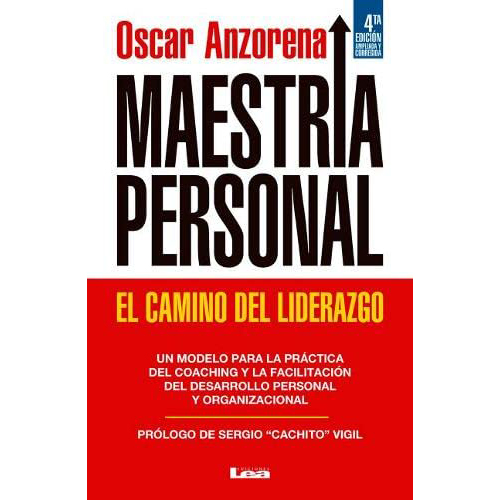 Oscar Anzorena
4TA
EDICIÓN
AMPLIADA Y
CORREGIDA
MAESTRIA
PERSONAL
EL CAMINO DEL LIDERAZGO
UN MODELO PARA LA PRÁCTICA
DEL COACHING Y LA FACILITACIÓN
DEL DESARROLLO PERSONAL
Y ORGANIZACIONAL
PRÓLOGO DE SERGIO “CACHITO” VIGIL
EDICIONES
Lea